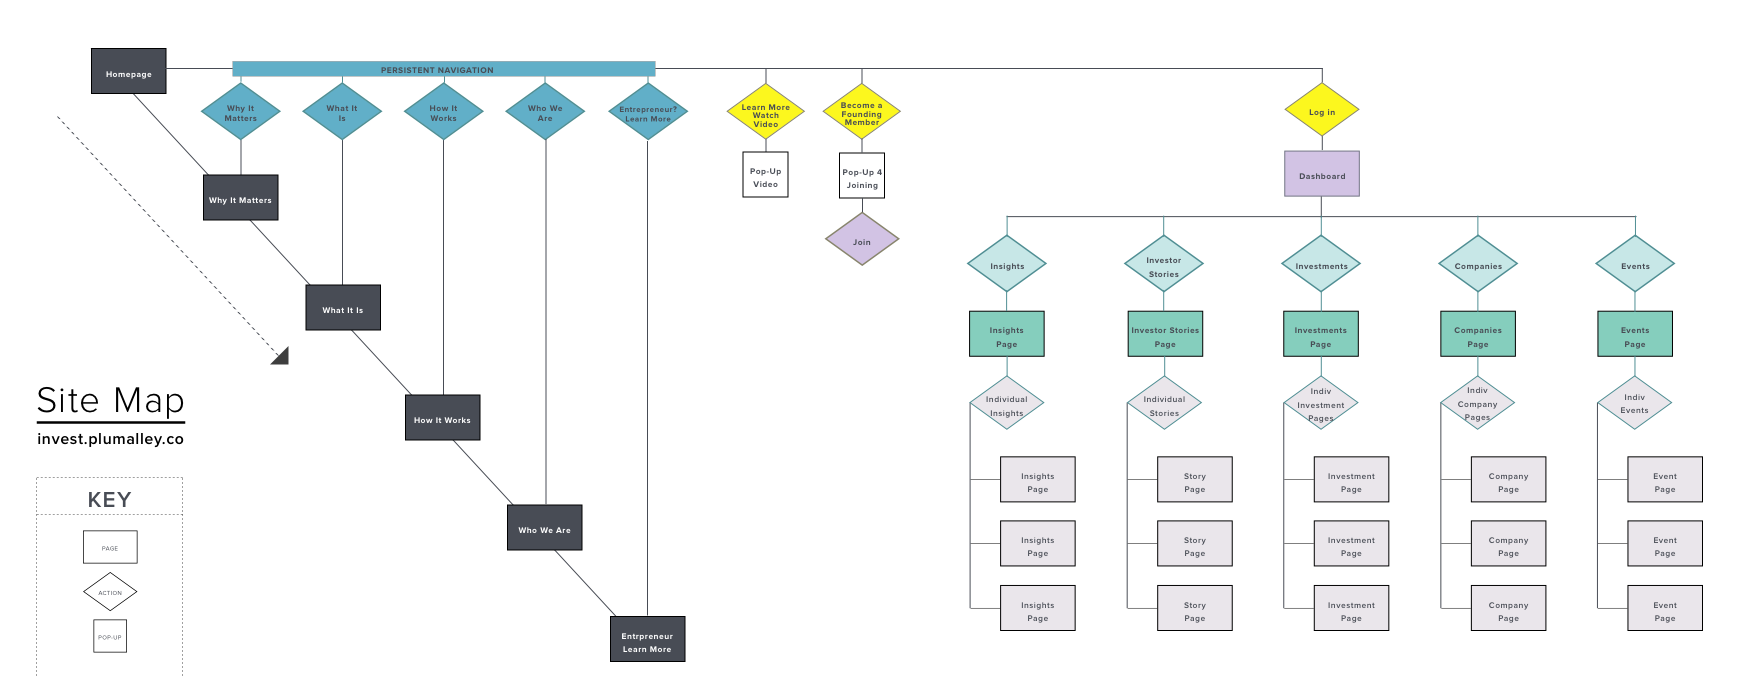 Homepage
PERSISTENT NAVIGATION
Why It
Matters
What It
Is
How It
Works
Who We
Are
Entrepreneur?
Learn More
Learn More
Watch
Video
Become a
Founding
Member
Log in
Pop-Up
Video
Pop-Up 4
Joining
Join
Dashboard
Why It Matters
What It Is
How It Works
Who We Are
Entrpreneur
Learn More
Insights
Investor
Stories
Investments
Companies
Events
Insights
Page
Investor Stories
Page
Investments
Page
Companies
Page
Events
Page
Individual
Insights
Individual
Stories
Indiv
Investment
Pages
Indiv
Company
Pages
Indiv
Events
Insights
Page
Story
Page
Investment
Page
Company
Page
Event
Page
Insights
Page
Story
Page
Investment
Page
Company
Page
Event
Page
Insights
Page
Story
Page
Investment
Page
Company
Page
Event
Page
Site Map
invest.plumalley.co
KEY
PAGE
ACTION
POP-UP